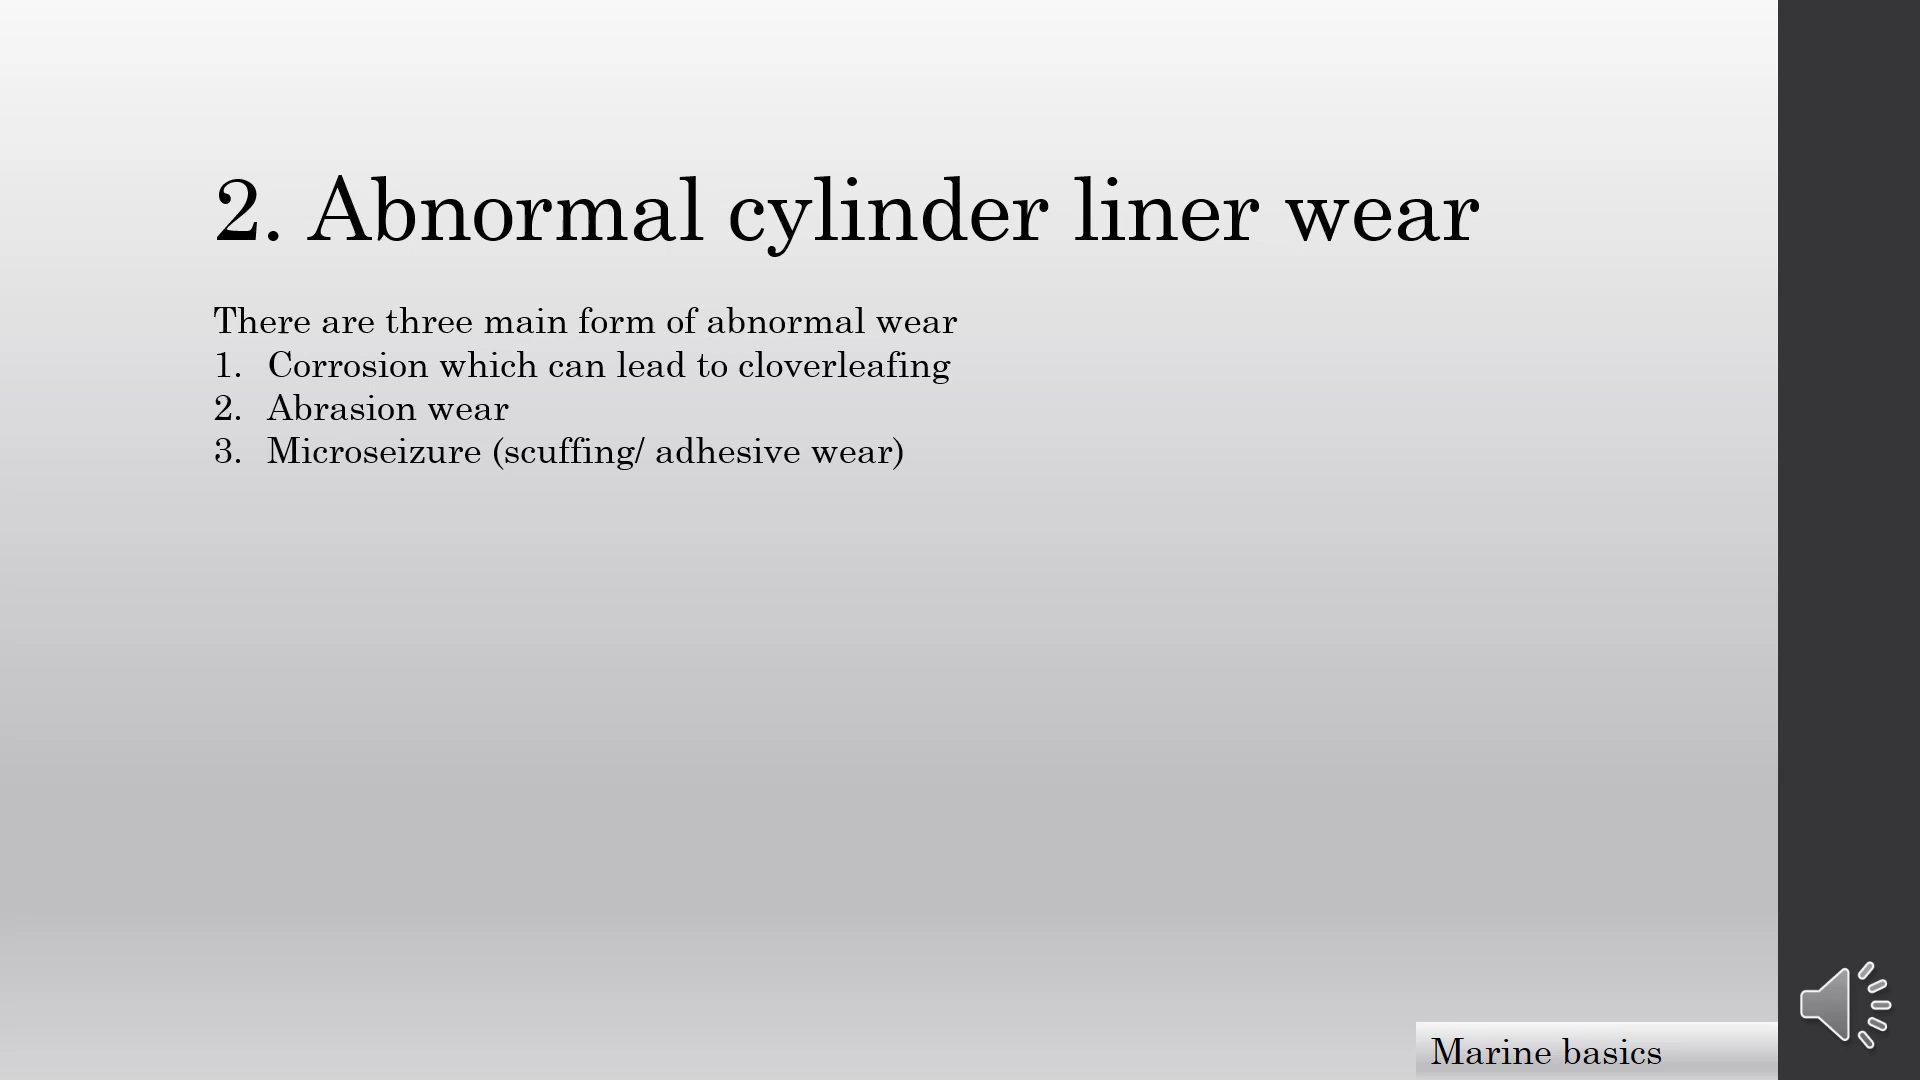 2. Abnormal cylinder liner wear
There are three main form of abnormal wear
1. Corrosion which can lead to cloverleafing
2. Abrasion wear
3. Microseizure (scuffing/ adhesive wear)
Marine basics